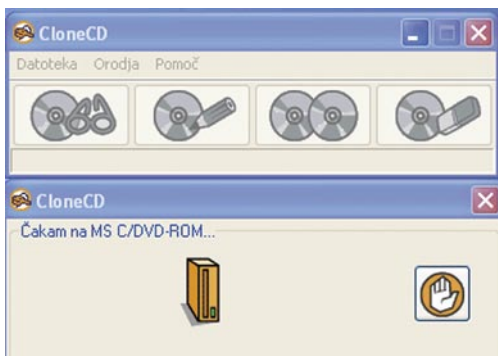 CloneCD
Datoteka Orodja Pomoč
CloneCD
Čakam na MS C/DVD-ROM...